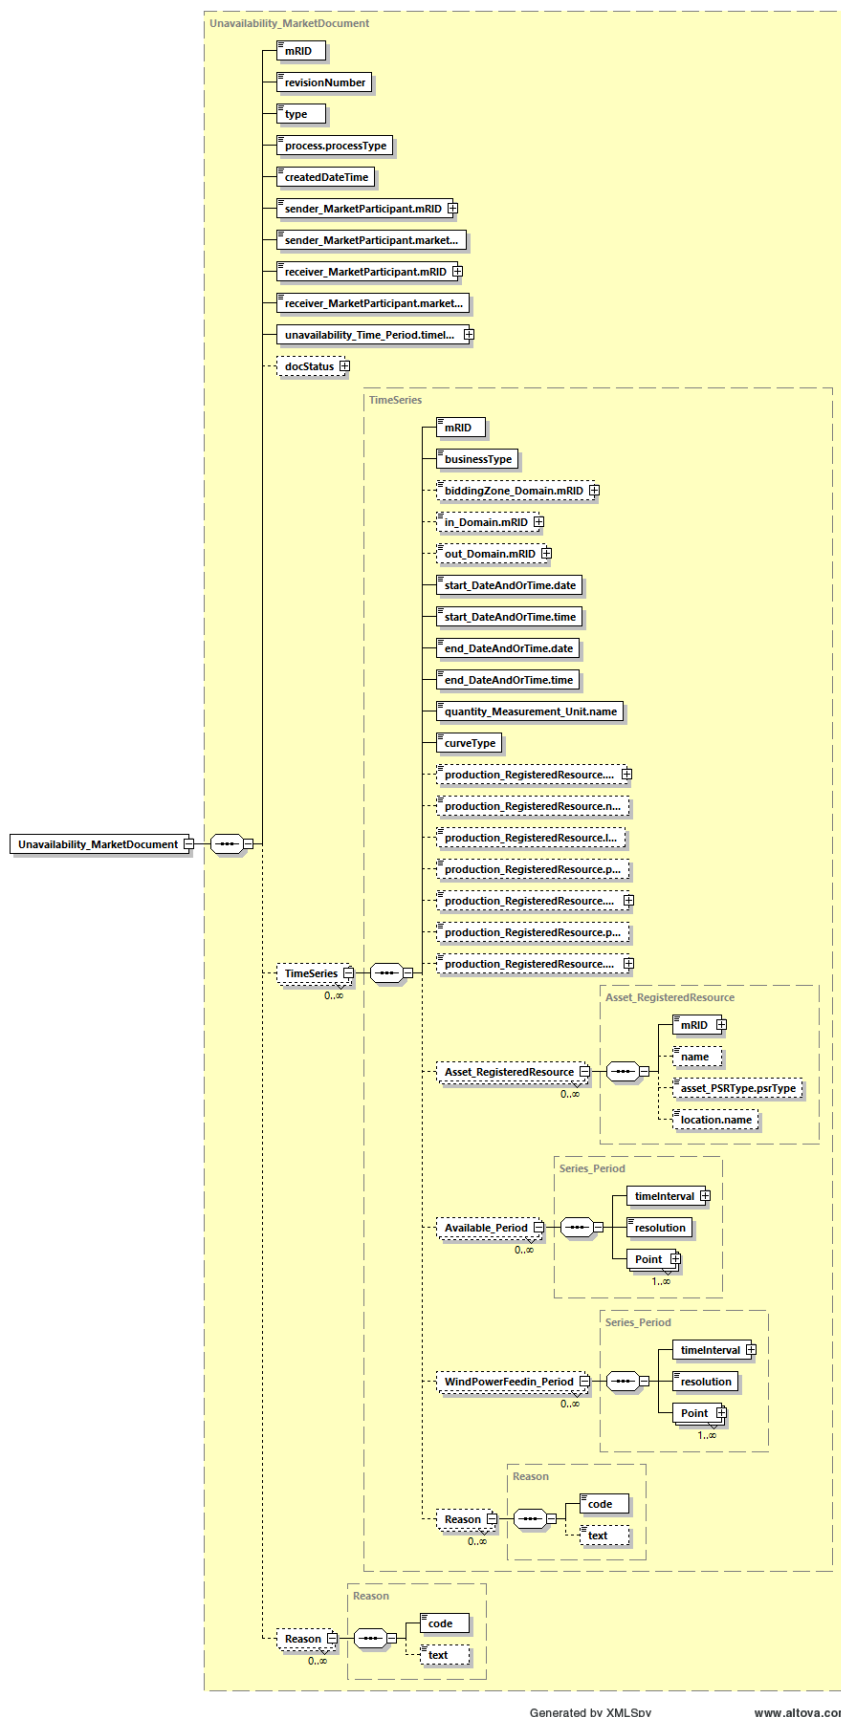 Unavailability_MarketDocument
mRID
revisionNumber
type
process.processType
createdDateTime
sender_MarketParticipant.mRID
sender_MarketParticipant.market...
receiver_MarketParticipant.mRID
receiver_MarketParticipant.market...
unavailability_Time_Period.timeI...
docStatus
TimeSeries
mRID
businessType
biddingZone_Domain.mRID
in_Domain.mRID
out_Domain.mRID
start_DateAndOrTime.date
start_DateAndOrTime.time
end_DateAndOrTime.date
end_DateAndOrTime.time
quantity_Measurement_Unit.name
curveType
production_RegisteredResource....
production_RegisteredResource.n...
production_RegisteredResource.l...
Unavailability_MarketDocument
production_RegisteredResource.p...
production_RegisteredResource....
production_RegisteredResource.p...
production_RegisteredResource....
TimeSeries
0..∞
Asset_RegisteredResource
mRID
name
Asset_RegisteredResource
0..∞
asset_PSRType.psrType
location.name
Series_Period
timeInterval
Available_Period
0..∞
resolution
Point
1..∞
Series_Period
timeInterval
WindPowerFeedin_Period
0..∞
resolution
Point
1..∞
Reason
code
Reason
0..∞
text
Reason
code
Reason
0..∞
text
Generated by XMLSpy
www.altova.com